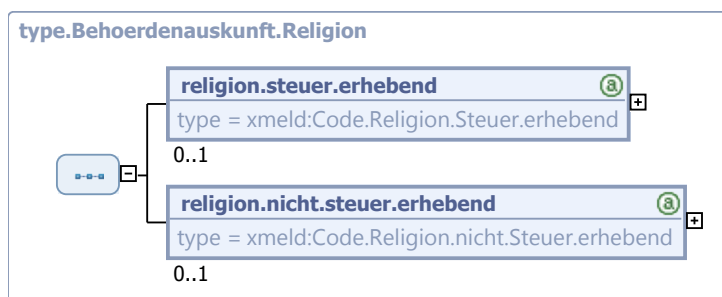 type.Behoerdenauskunft.Religion
religion.steuer.erhebend
type = xmeld:Code.Religion.Steuer.erhebend
0..1
religion.nicht.steuer.erhebend
type = xmeld:Code.Religion.nicht.Steuer.erhebend
0..1